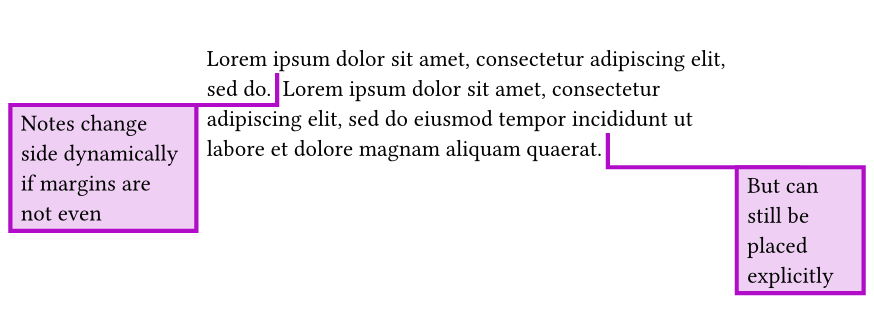 Lorem ipsum dolor sit amet, consectetur adipiscing elit,
sed do. Lorem ipsum dolor sit amet, consectetur
adipiscing elit, sed do eiusmod tempor incididunt ut
labore et dolore magnam aliquam quaerat.
Notes change
side dynamically
if margins are
not even
But can
still be
placed
explicitly